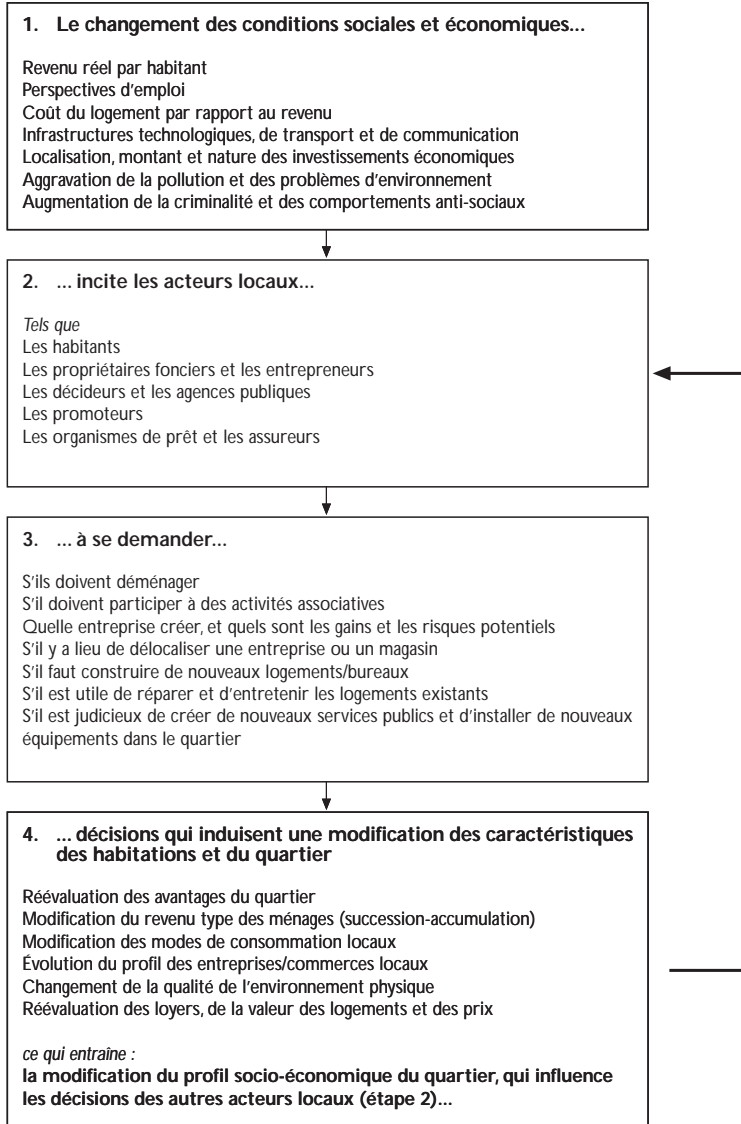 1. Le changement des conditions sociales et économiques...
Revenu réel par habitant
Perspectives d'emploi
Coût du logement par rapport au revenu
Infrastructures technologiques, de transport et de communication
Localisation, montant et nature des investissements économiques
Aggravation de la pollution et des problèmes d'environnement
Augmentation de la criminalité et des comportements anti-sociaux
2. ... incite les acteurs locaux...
Tels que
Les habitants
Les propriétaires fonciers et les entrepreneurs
Les décideurs et les agences publiques
Les promoteurs
Les organismes de prêt et les assureurs
3. ... à se demander...
S'ils doivent déménager
S'il doivent participer à des activités associatives
Quelle entreprise créer, et quels sont les gains et les risques potentiels
S'il y a lieu de délocaliser une entreprise ou un magasin
S'il faut construire de nouveaux logements/bureaux
S'il est utile de réparer et d'entretenir les logements existants
S'il est judicieux de créer de nouveaux services publics et d'installer de nouveaux
équipements dans le quartier
4. ... décisions qui induisent une modification des caractéristiques
des habitations et du quartier
Réévaluation des avantages du quartier
Modification du revenu type des ménages (succession-accumulation)
Modification des modes de consommation locaux
Évolution du profil des entreprises/commerces locaux
Changement de la qualité de l'environnement physique
Réévaluation des loyers, de la valeur des logements et des prix
ce qui entraîne :
la modification du profil socio-économique du quartier, qui influence
les décisions des autres acteurs locaux (étape 2)...